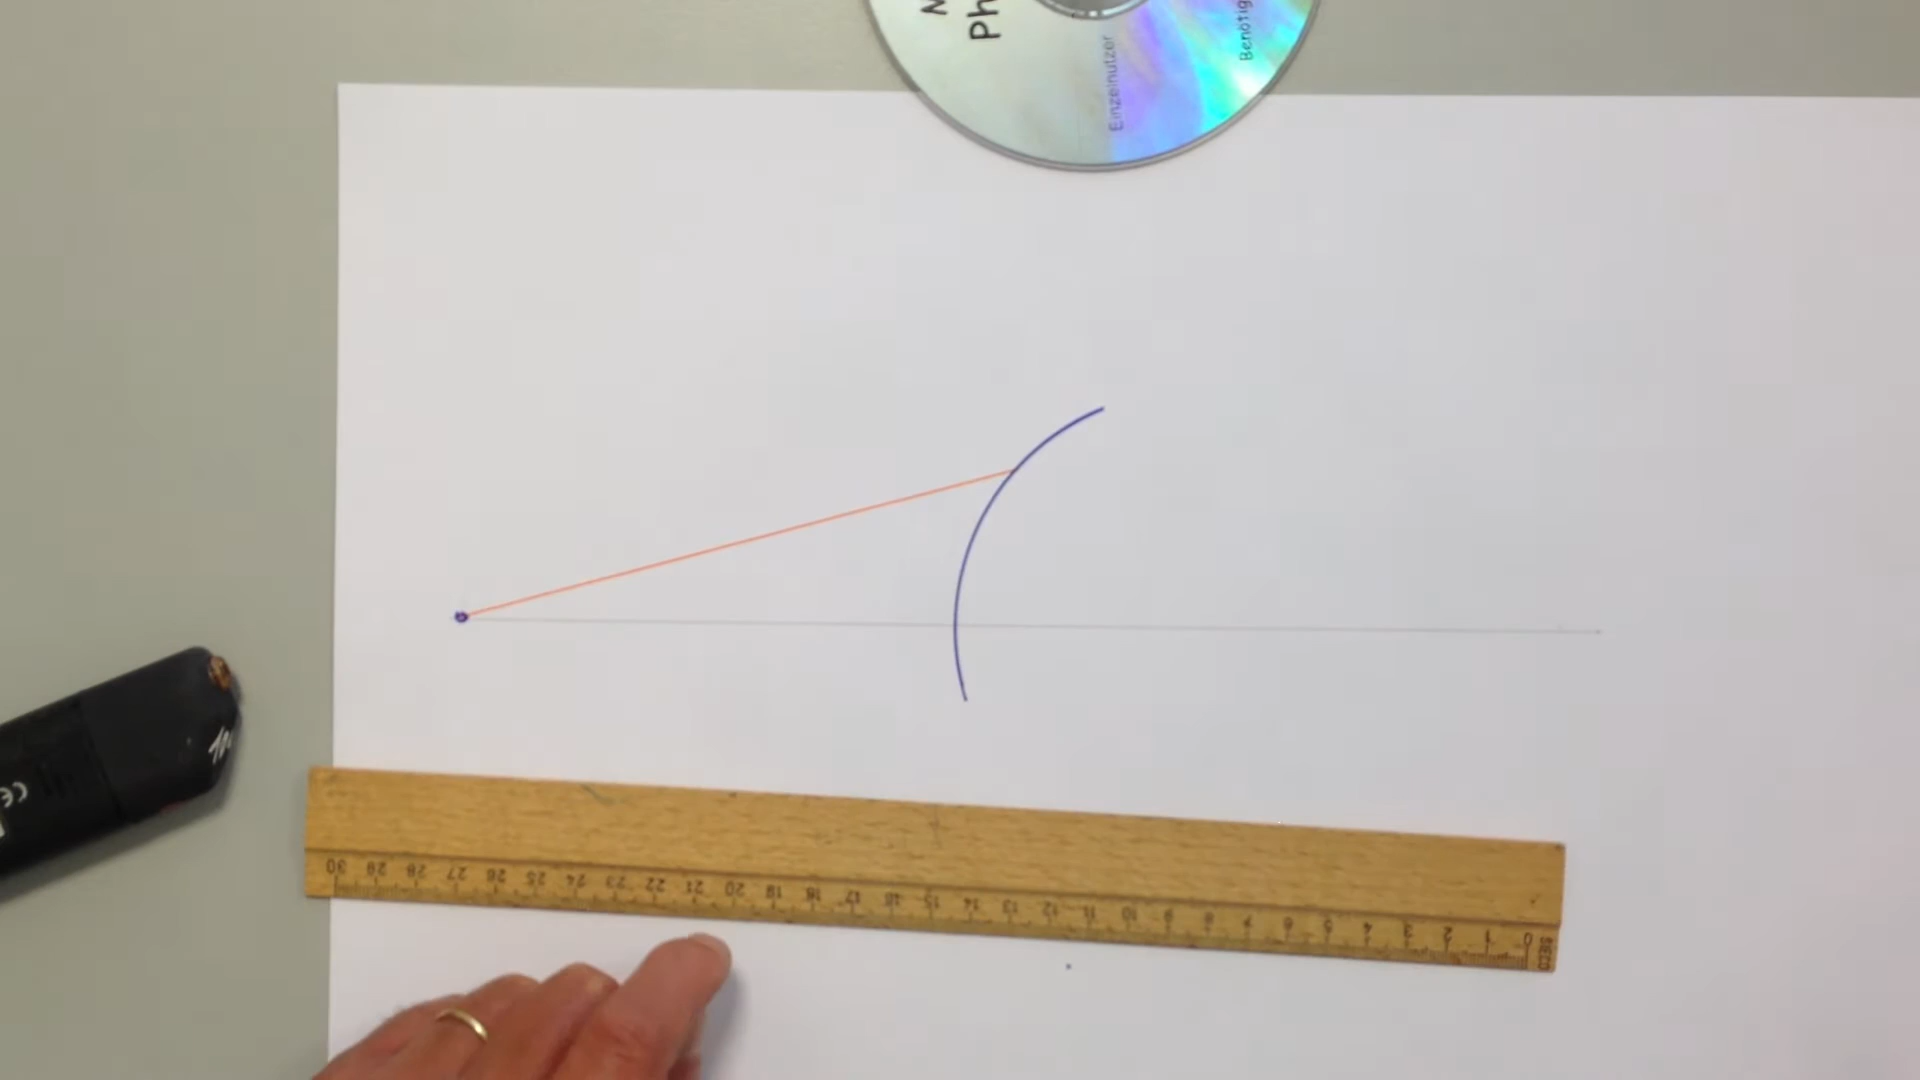 M
Ph
Einzelnutzer
Benötig
CE
30 29 28 27 26 25 24 23 22 21 20 19 18 17 16 15 14 13 12 11 10 9 8 7 6 5 4 3 2 1 0
SECO